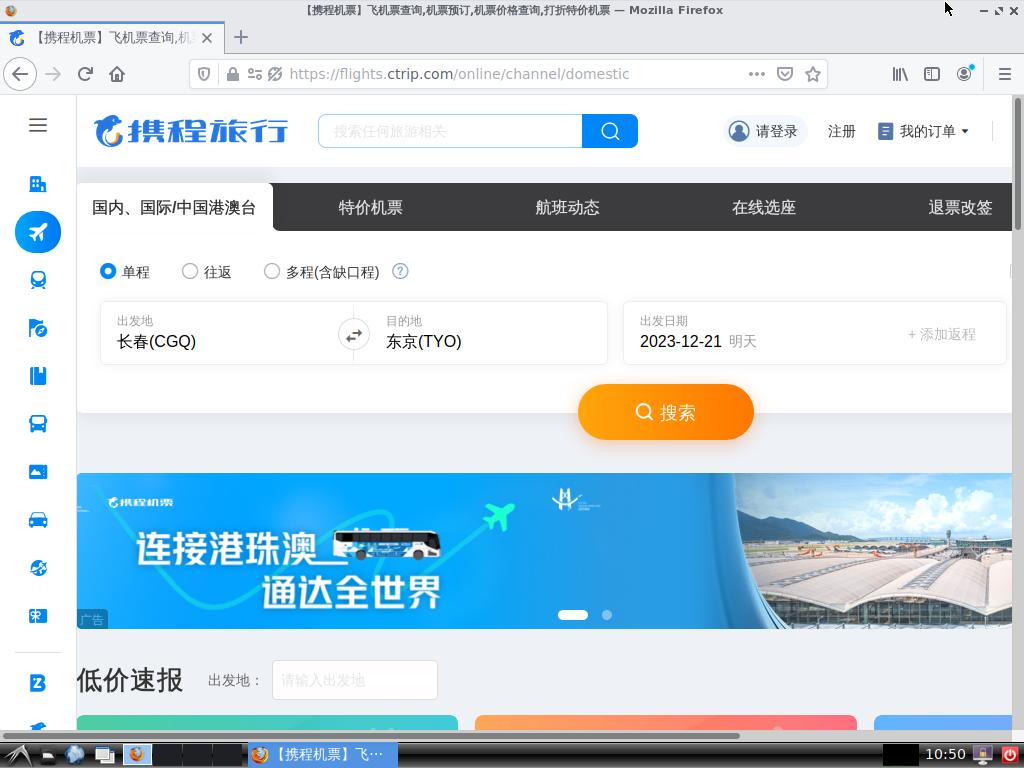 【携程机票】飞机票查询,机票预订,机票价格查询,打折特价机票 — Mozilla Firefox
【携程机票】飞机票查询,机
https://flights.ctrip.com/online/channel/domestic
携程旅行
搜索任何旅游相关
请登录
注册
我的订单
国内、国际/中国港澳台
特价机票
航班动态
在线选座
退票改签
单程
往返
多程(含缺口程)
?
出发地
目的地
出发日期
长春(CGQ)
东京(TYO)
2023-12-21 明天
+ 添加返程
搜索
携程机票
连接港珠澳
通达全世界
广告
低价速报
出发地：
请输入出发地
【携程机票】飞…
10:50